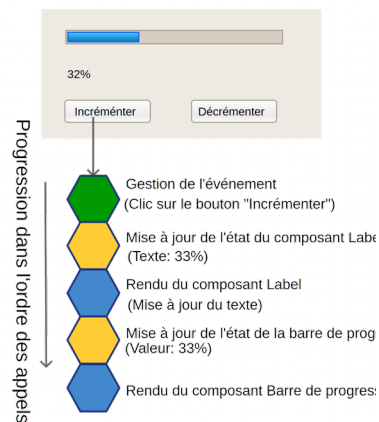 32%
Incréménter
Décrémenter
Progression dans l'ordre des appels
Gestion de l'événement
(Clic sur le bouton "Incrémenter")
Mise à jour de l'état du composant Labe
(Texte: 33%)
Rendu du composant Label
(Mise à jour du texte)
Mise à jour de l'état de la barre de progr
(Valeur: 33%)
Rendu du composant Barre de progress